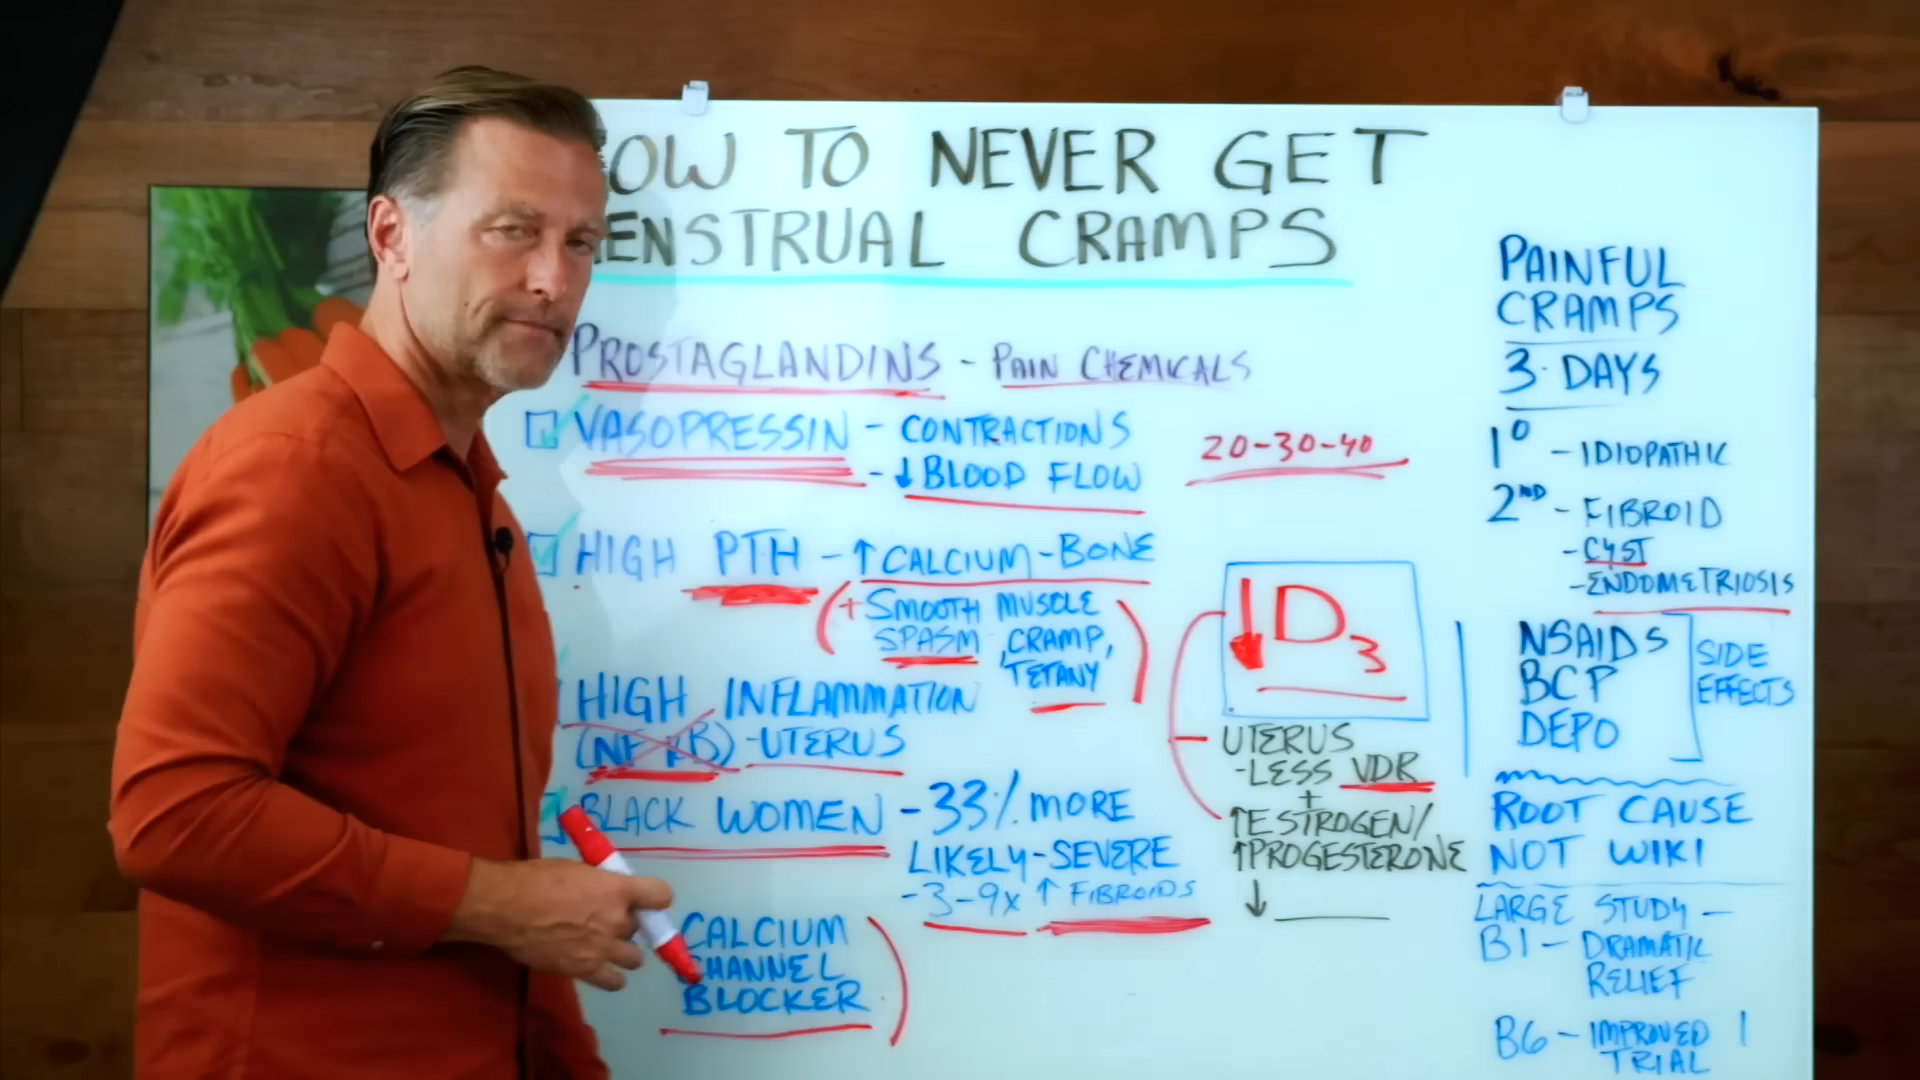 OW TO NEVER GET
ENSTRUAL CRAMPS
PROSTAGLANDINS - PAIN CHEMICALS
VASOPRESSIN - CONTRACTIONS
- ↓ BLOOD FLOW
20-30-40
HIGH PTH - ↑ CALCIUM-BONE
(+ SMOOTH MUSCLE
SPASM, CRAMP,
TETANY)
HIGH INFLAMMATION
(NF KB) - UTERUS
BLACK WOMEN - 33% MORE
LIKELY-SEVERE
- 3-9x ↑ FIBROIDS
CALCIUM
CHANNEL
BLOCKER)
↓ D3
UTERUS
- LESS VDR
+
↑ESTROGEN/
↑PROGESTERONE
↓
PAINFUL
CRAMPS
3 DAYS
1° - IDIOPATHIC
2ND - FIBROID
- CYST
- ENDOMETRIOSIS
NSAIDS
BCP
DEPO
SIDE
EFFECTS
ROOT CAUSE
NOT WIKI
LARGE STUDY -
B1 - DRAMATIC
RELIEF
B6 - IMPROVED 1
TRIAL